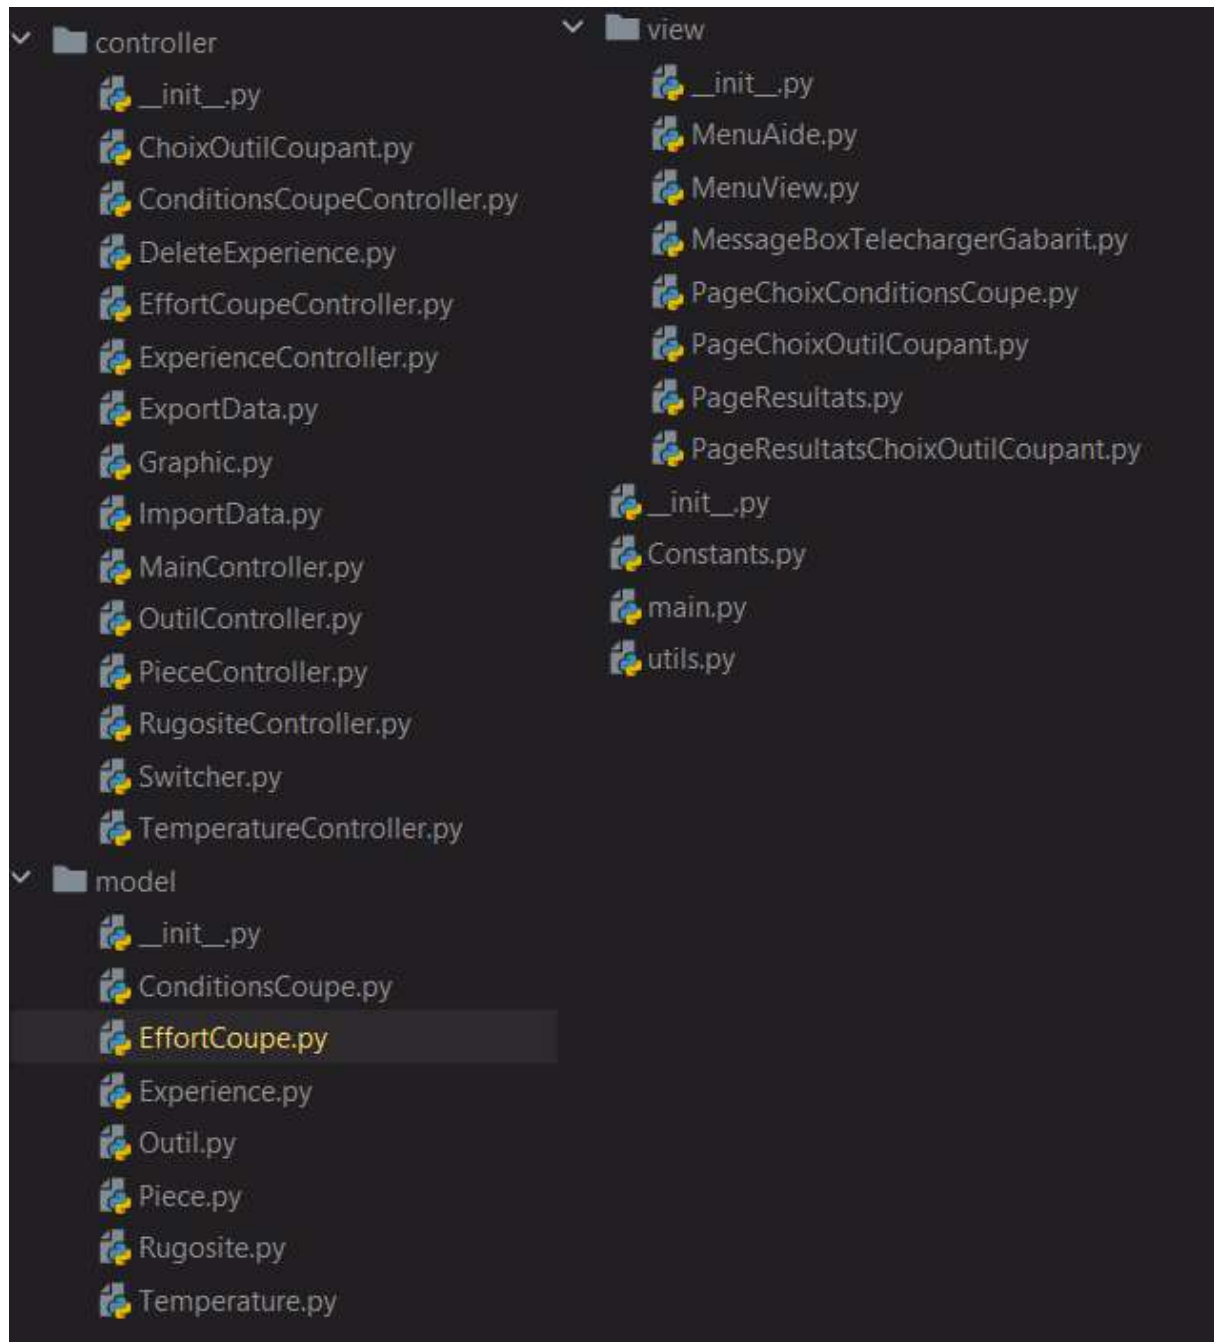 controller
__init__.py
ChoixOutilCoupant.py
ConditionsCoupeController.py
DeleteExperience.py
EffortCoupeController.py
ExperienceController.py
ExportData.py
Graphic.py
ImportData.py
MainController.py
OutilController.py
PieceController.py
RugositeController.py
Switcher.py
TemperatureController.py
model
__init__.py
ConditionsCoupe.py
EffortCoupe.py
Experience.py
Outil.py
Piece.py
Rugosite.py
Temperature.py
view
__init__.py
MenuAide.py
MenuView.py
MessageBoxTelechargerGabarit.py
PageChoixConditionsCoupe.py
PageChoixOutilCoupant.py
PageResultats.py
PageResultatsChoixOutilCoupant.py
__init__.py
Constants.py
main.py
utils.py